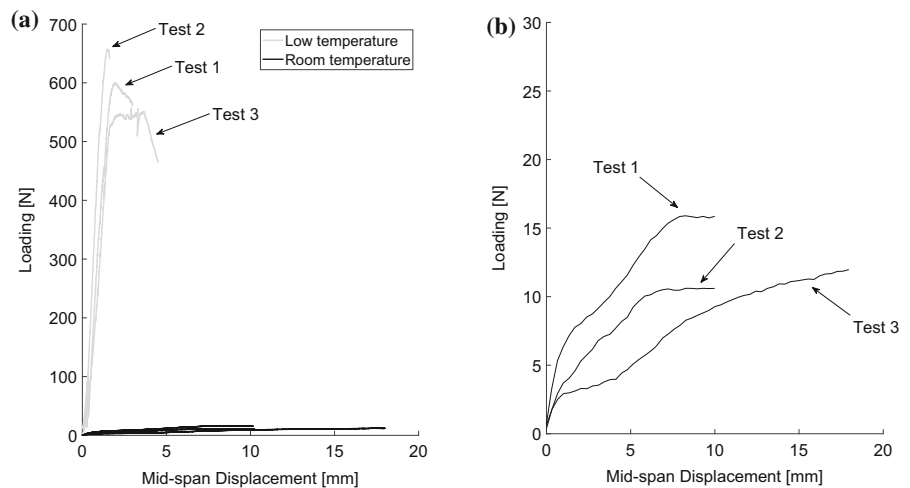 (a)
700
600
500
400
300
200
100
0
0 5 10 15 20
Loading [N]
Mid-span Displacement [mm]
Test 2
Test 1
Test 3
Low temperature
Room temperature
(b)
30
25
20
15
10
5
0
0 5 10 15 20
Loading [N]
Mid-span Displacement [mm]
Test 1
Test 2
Test 3